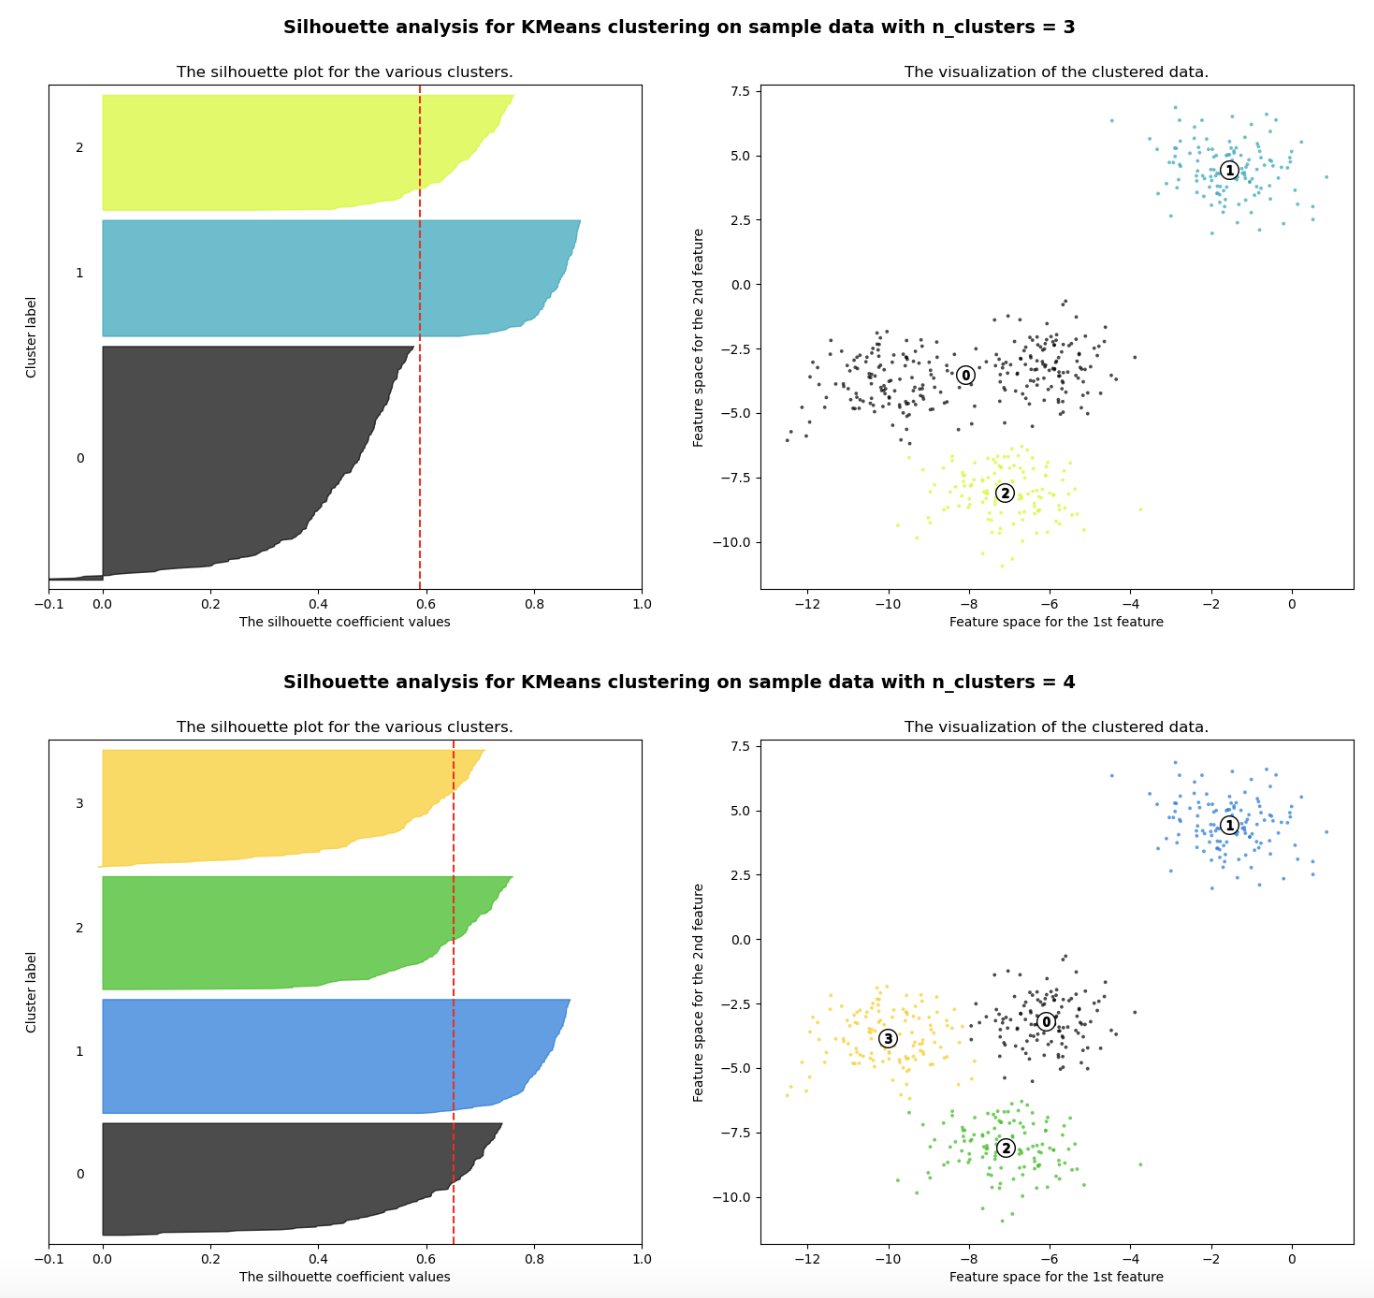 Silhouette analysis for KMeans clustering on sample data with n_clusters = 3
The silhouette plot for the various clusters.
2
1
0
Cluster label
−0.1 0.0 0.2 0.4 0.6 0.8 1.0
The silhouette coefficient values
The visualization of the clustered data.
7.5
5.0
2.5
0.0
−2.5
−5.0
−7.5
−10.0
Feature space for the 2nd feature
1
0
2
−12 −10 −8 −6 −4 −2 0
Feature space for the 1st feature
Silhouette analysis for KMeans clustering on sample data with n_clusters = 4
The silhouette plot for the various clusters.
3
2
1
0
Cluster label
−0.1 0.0 0.2 0.4 0.6 0.8 1.0
The silhouette coefficient values
The visualization of the clustered data.
7.5
5.0
2.5
0.0
−2.5
−5.0
−7.5
−10.0
Feature space for the 2nd feature
1
0
3
2
−12 −10 −8 −6 −4 −2 0
Feature space for the 1st feature